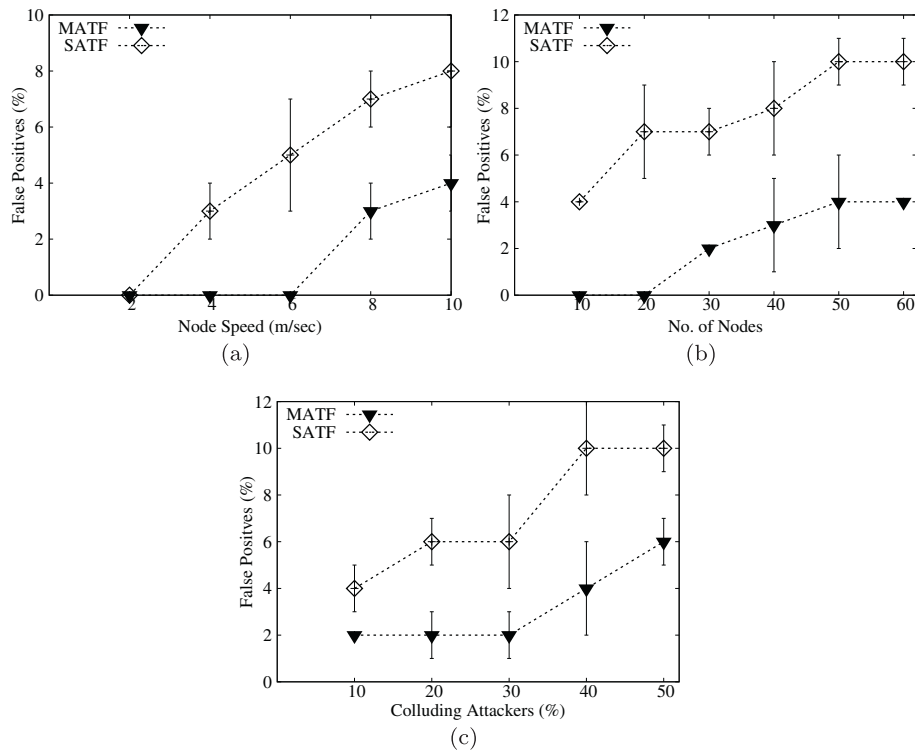 10
8
6
4
2
0
False Positives (%)
MATF
SATF
2 4 6 8 10
Node Speed (m/sec)
(a)
12
10
8
6
4
2
0
False Positives (%)
MATF
SATF
10 20 30 40 50 60
No. of Nodes
(b)
12
10
8
6
4
2
0
False Positves (%)
MATF
SATF
10 20 30 40 50
Colluding Attackers (%)
(c)